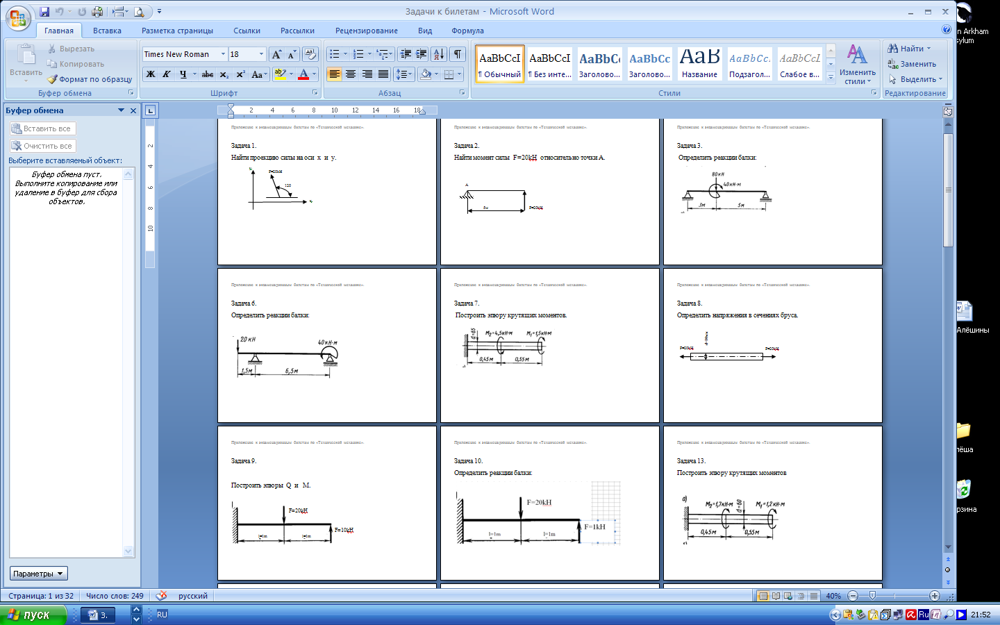 Задачи к билетам - Microsoft Word
Главная Вставка Разметка страницы Ссылки Рассылки Рецензирование Вид Формула
Вставить
Вырезать
Копировать
Формат по образцу
Буфер обмена
Times New Roman 18
Ж К Ч abc x₂ x² Aa
Шрифт
Абзац
AaBbCcI AaBbCcI AaBbC AaBbCc AaB AaBbCc. AaBbCcI
¶ Обычный ¶ Без инте... Заголово... Заголово... Название Подзагол... Слабое в...
Стили
Изменить стили
Найти
Заменить
Выделить
Редактирование
Буфер обмена
Вставить все
Очистить все
Выберите вставляемый объект:
Буфер обмена пуст.
Выполните копирование или
удаление в буфер для сбора
объектов.
Параметры
2 4 6 8 10 12 14 16 18
2
4
6
8
10
Приложение к экзаменационным билетам по «Технической механике».
Задача 1.
Найти проекцию силы на оси x и y.
F=20kH
120
Приложение к экзаменационным билетам по «Технической механике».
Задача 2.
Найти момент силы F=20kH относительно точки А.
A
5м
F=20kH
Приложение к экзаменационным билетам по «Технической механике».
Задача 3.
Определить реакции балки:
80 кН
40 кН·м
3м 5м
Приложение к экзаменационным билетам по «Технической механике».
Задача 6.
Определить реакции балки:
20 кН
40 кН·м
1,5м 6,5м
Приложение к экзаменационным билетам по «Технической механике».
Задача 7.
Построить эпюру крутящих моментов.
d=65
M₂=4,5кН·м M₁=1,5кН·м
0,45м 0,55м
Приложение к экзаменационным билетам по «Технической механике».
Задача 8.
Определить напряжения в сечениях бруса.
F=20kH
F=20kH
Приложение к экзаменационным билетам по «Технической механике».
Задача 9.
Построить эпюры Q и M.
F=20kH
F=10kH
l=1m l=1m
Приложение к экзаменационным билетам по «Технической механике».
Задача 10.
Определить реакции балки:
F=20kH
F=1kH
l=1m l=1m
Приложение к экзаменационным билетам по «Технической механике».
Задача 13.
Построить эпюру крутящих моментов
а)
M₂=1,7кН·м d=60 M₁=1,2кН·м
0,45м 0,55м
Страница: 1 из 32 Число слов: 249 русский
40%
пуск
З.
RU
Ru
21:52
n Arkham
sylum
Алёшины
лёша
рзина